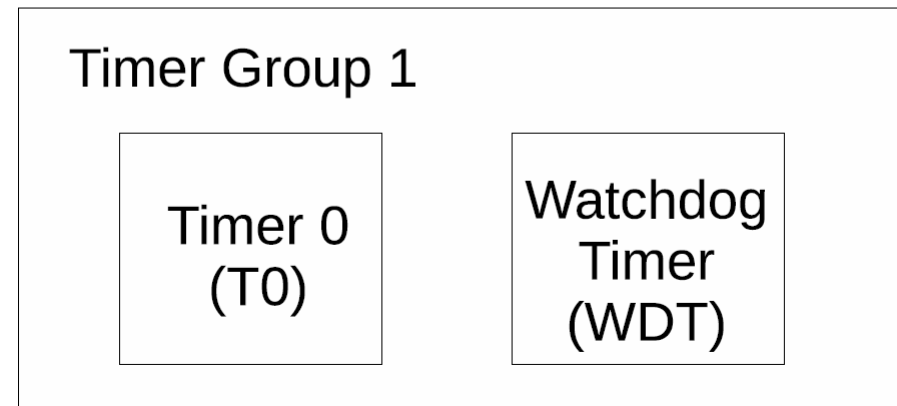 Timer Group 1
Timer 0
(T0)
Watchdog
Timer
(WDT)